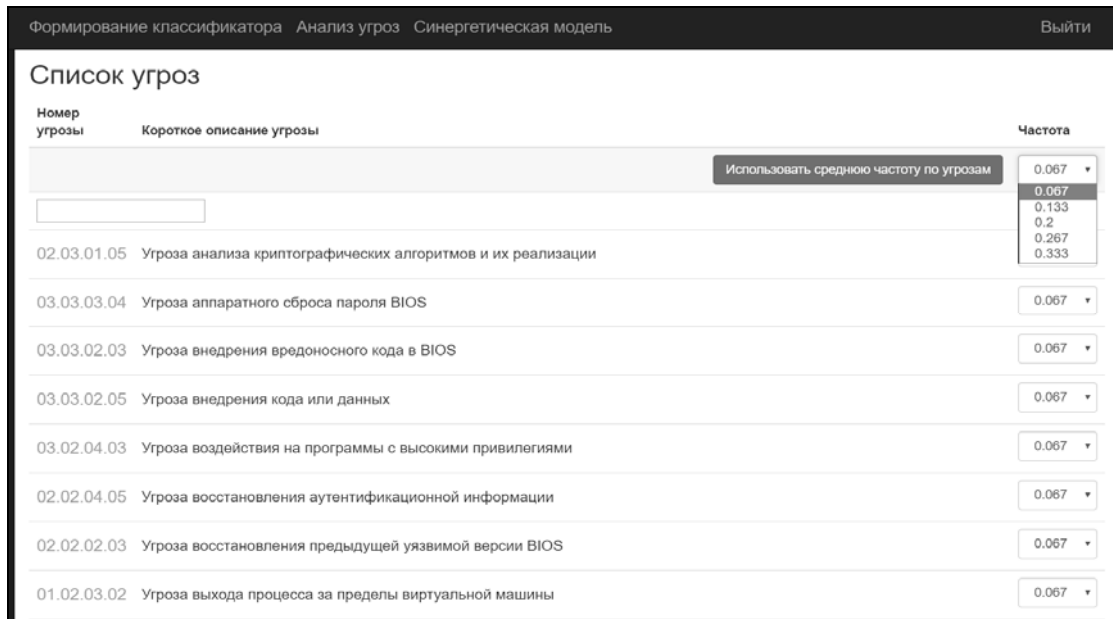 Формирование классификатора Анализ угроз Синергетическая модель Выйти
Список угроз
Номер угрозы Короткое описание угрозы Частота
Использовать среднюю частоту по угрозам 0.067
0.067
0.133
0.2
0.267
0.333
02.03.01.05 Угроза анализа криптографических алгоритмов и их реализации
03.03.03.04 Угроза аппаратного сброса пароля BIOS 0.067
03.03.02.03 Угроза внедрения вредоносного кода в BIOS 0.067
03.03.02.05 Угроза внедрения кода или данных 0.067
03.02.04.03 Угроза воздействия на программы с высокими привилегиями 0.067
02.02.04.05 Угроза восстановления аутентификационной информации 0.067
02.02.02.03 Угроза восстановления предыдущей уязвимой версии BIOS 0.067
01.02.03.02 Угроза выхода процесса за пределы виртуальной машины 0.067